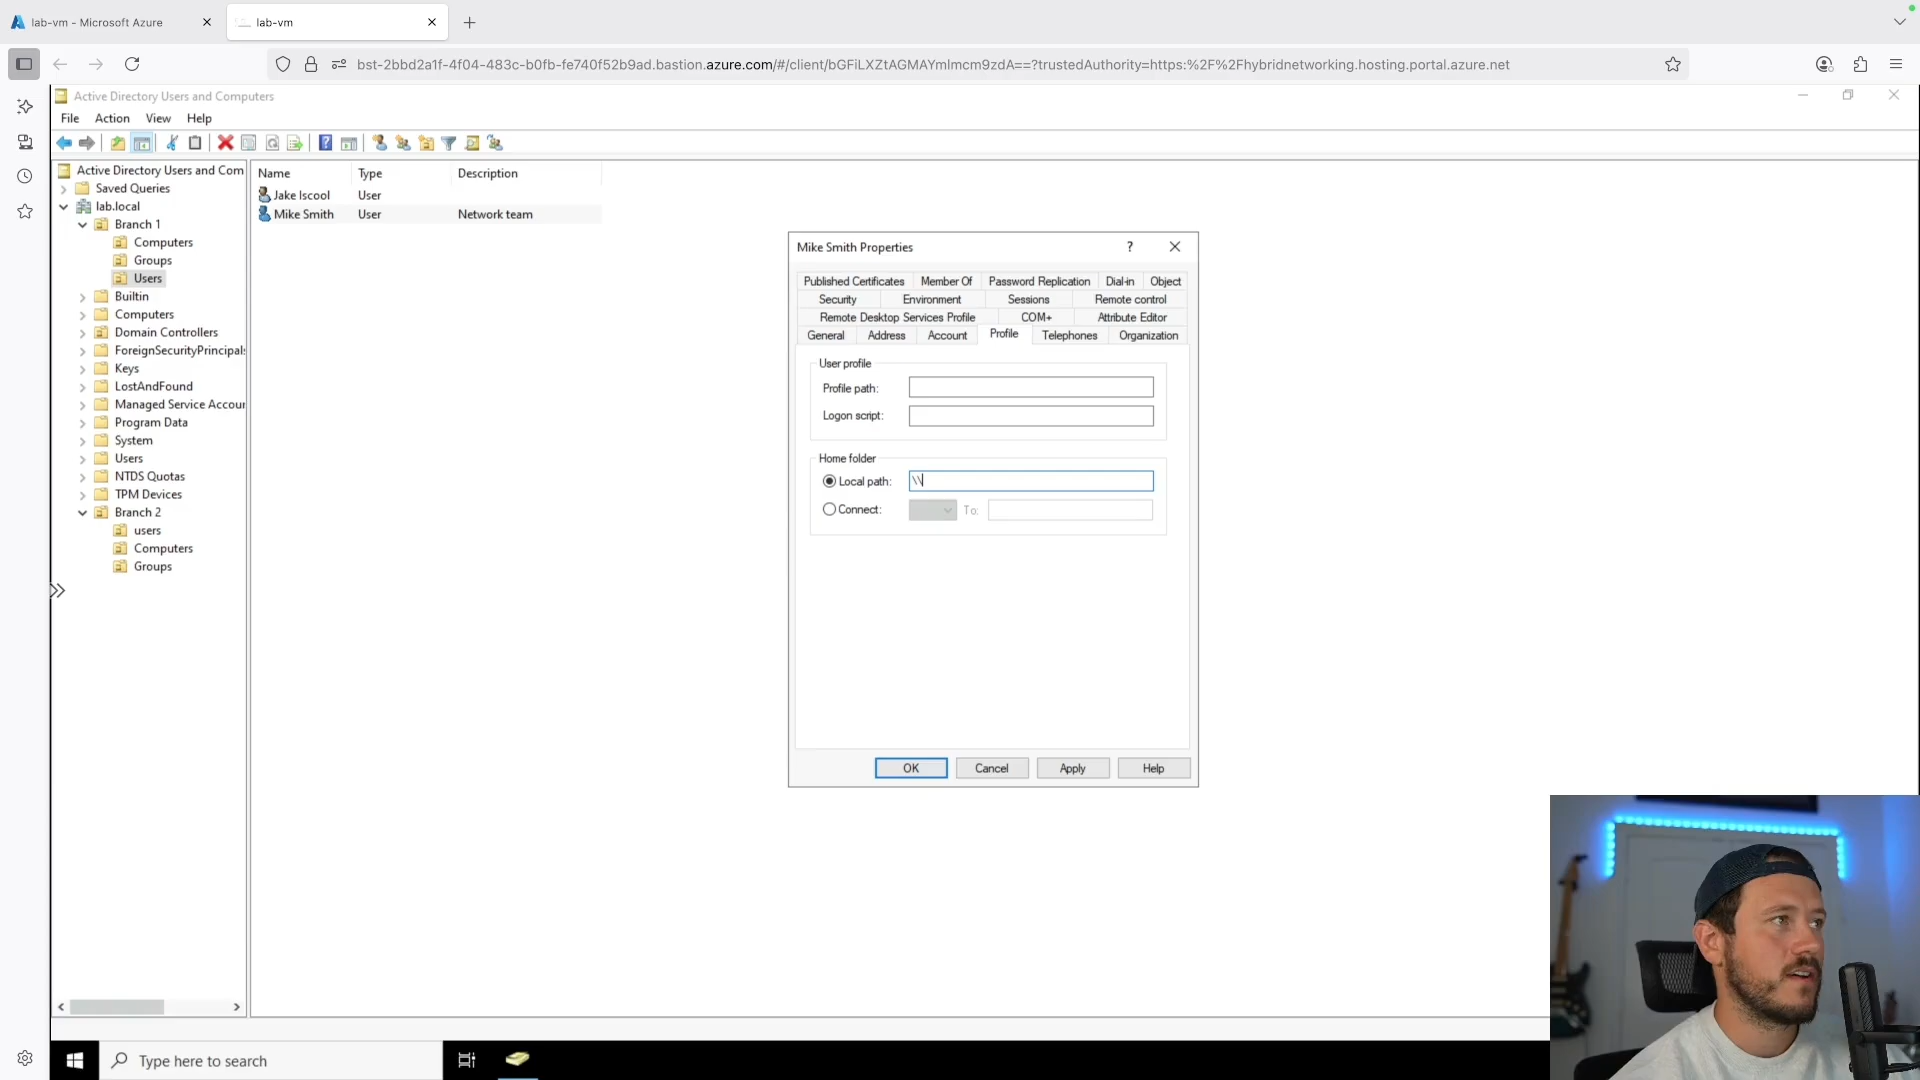 lab-vm - Microsoft Azure
lab-vm
bst-2bbd2a1f-4f04-483c-b0fb-fe740f52b9ad.bastion.azure.com/#/client/bGFiLXZtAGMAYmlmcm9zdA==?trustedAuthority=https:%2F%2Fhybridnetworking.hosting.portal.azure.net
Active Directory Users and Computers
File Action View Help
Active Directory Users and Com
Saved Queries
lab.local
Branch 1
Computers
Groups
Users
Builtin
Computers
Domain Controllers
ForeignSecurityPrincipals
Keys
LostAndFound
Managed Service Accour
Program Data
System
Users
NTDS Quotas
TPM Devices
Branch 2
users
Computers
Groups
Name Type Description
Jake Iscool User
Mike Smith User Network team
Mike Smith Properties
Published Certificates Member Of Password Replication Dial-in Object
Security Environment Sessions Remote control
Remote Desktop Services Profile COM+ Attribute Editor
General Address Account Profile Telephones Organization
User profile
Profile path:
Logon script:
Home folder
Local path: \\
Connect: To:
OK Cancel Apply Help
Type here to search